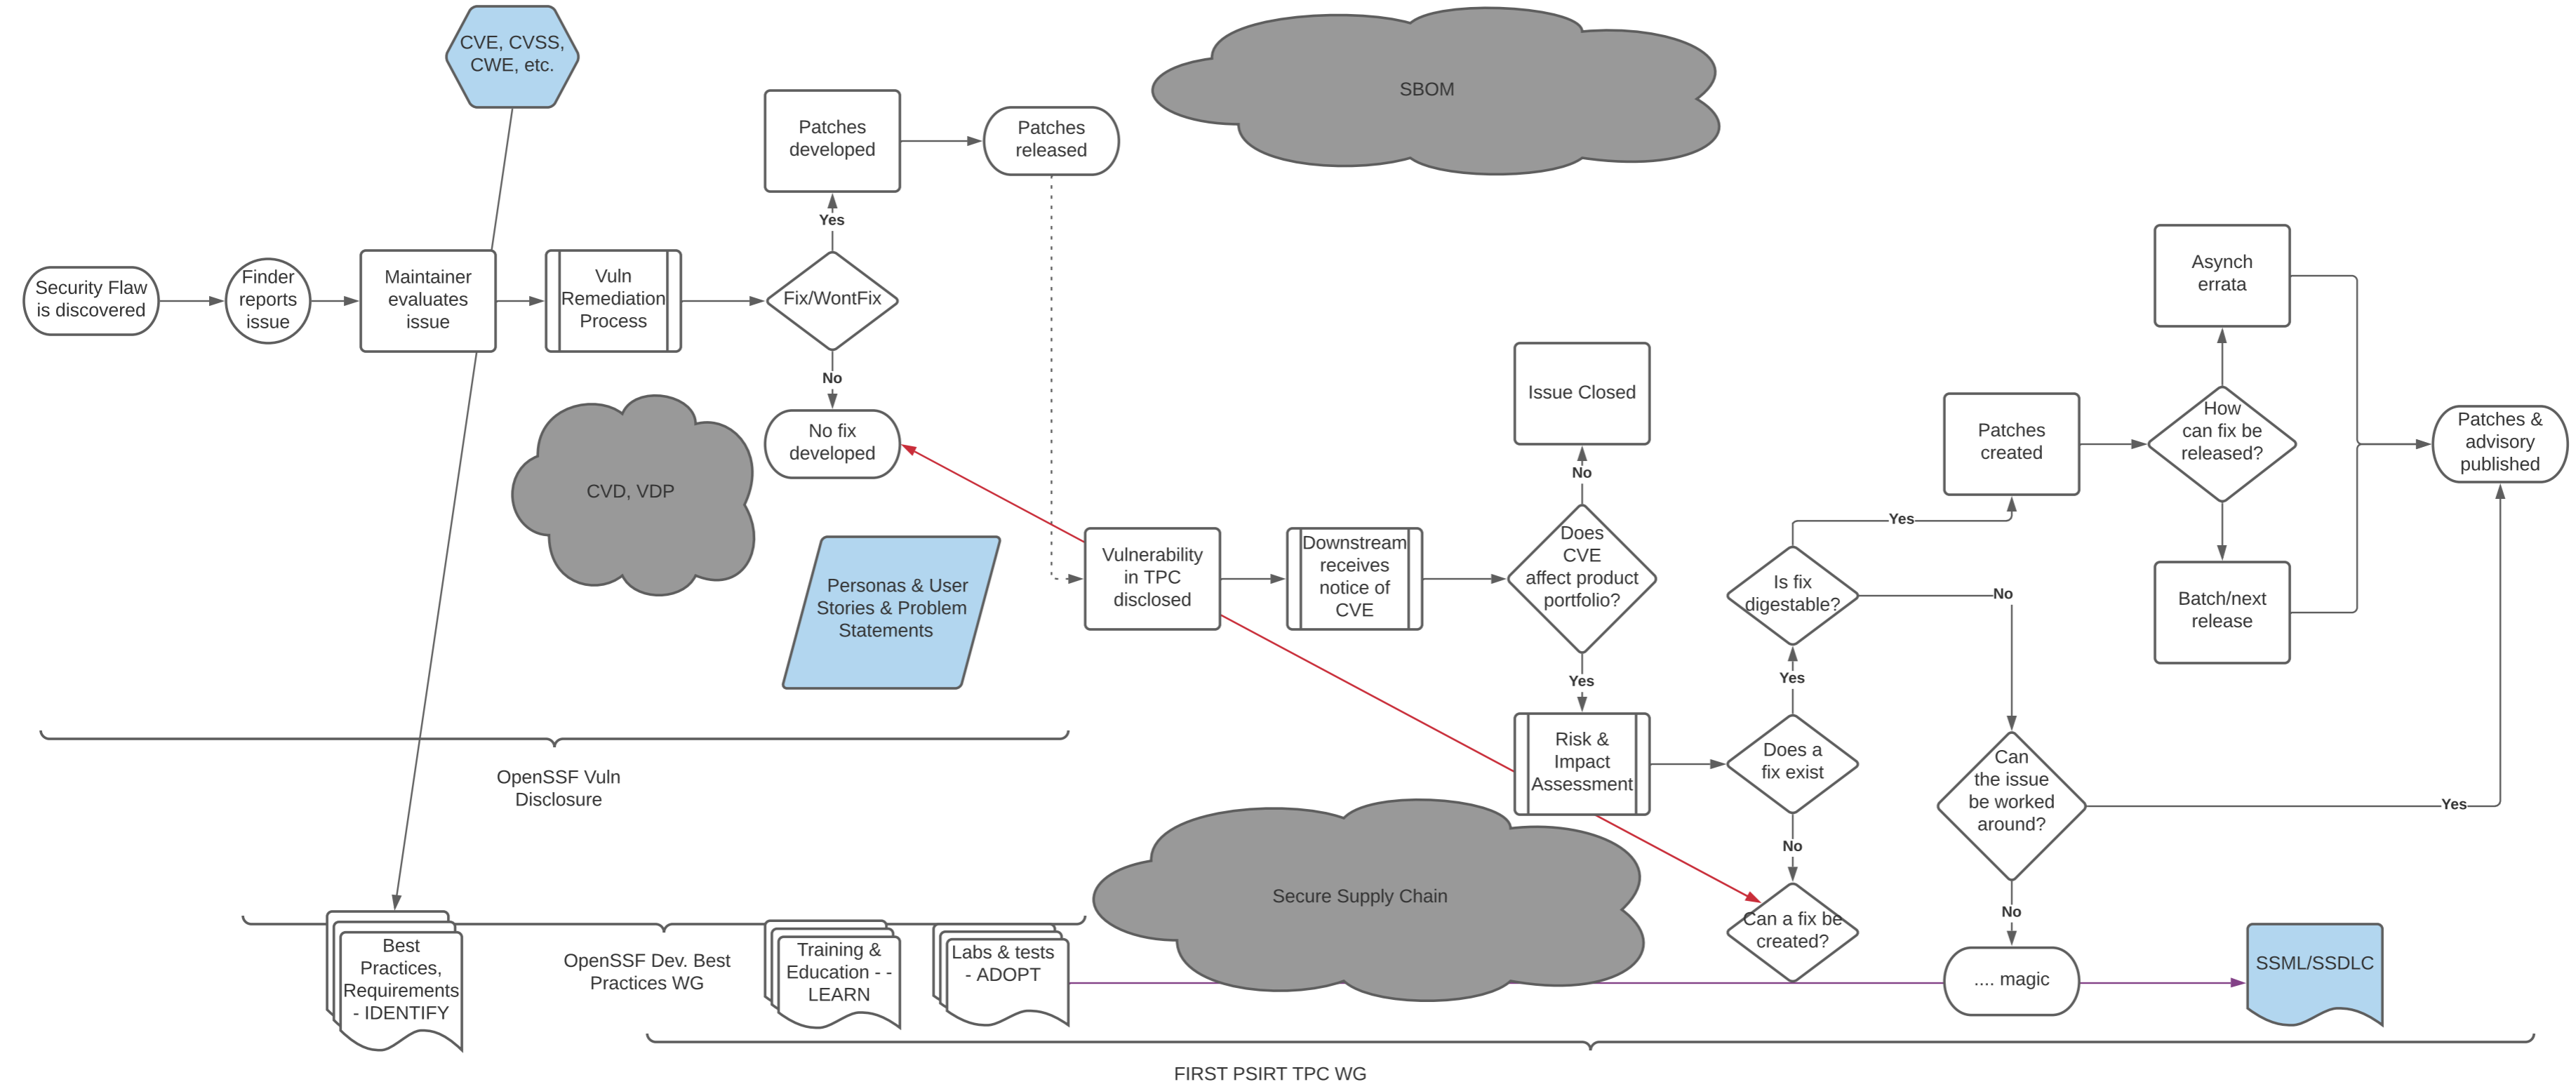 CVE, CVSS,
CWE, etc.
SBOM
Patches
developed
Patches
released
Yes
Security Flaw
is discovered
Finder
reports
issue
Maintainer
evaluates
issue
Vuln
Remediation
Process
Fix/WontFix
No
No fix
developed
CVD, VDP
Personas & User
Stories & Problem
Statements
Vulnerability
in TPC
disclosed
Downstream
receives
notice of
CVE
Issue Closed
No
Does
CVE
affect product
portfolio?
Yes
Risk &
Impact
Assessment
Does a
fix exist
Yes
Is fix
digestable?
Yes
No
Patches
created
How
can fix be
released?
Asynch
errata
Batch/next
release
Patches &
advisory
published
Can
the issue
be worked
around?
Yes
No
.... magic
No
Can a fix be
created?
OpenSSF Vuln
Disclosure
Secure Supply Chain
Best
Practices,
Requirements
- IDENTIFY
OpenSSF Dev. Best
Practices WG
Training &
Education - -
LEARN
Labs & tests
- ADOPT
SSML/SSDLC
FIRST PSIRT TPC WG